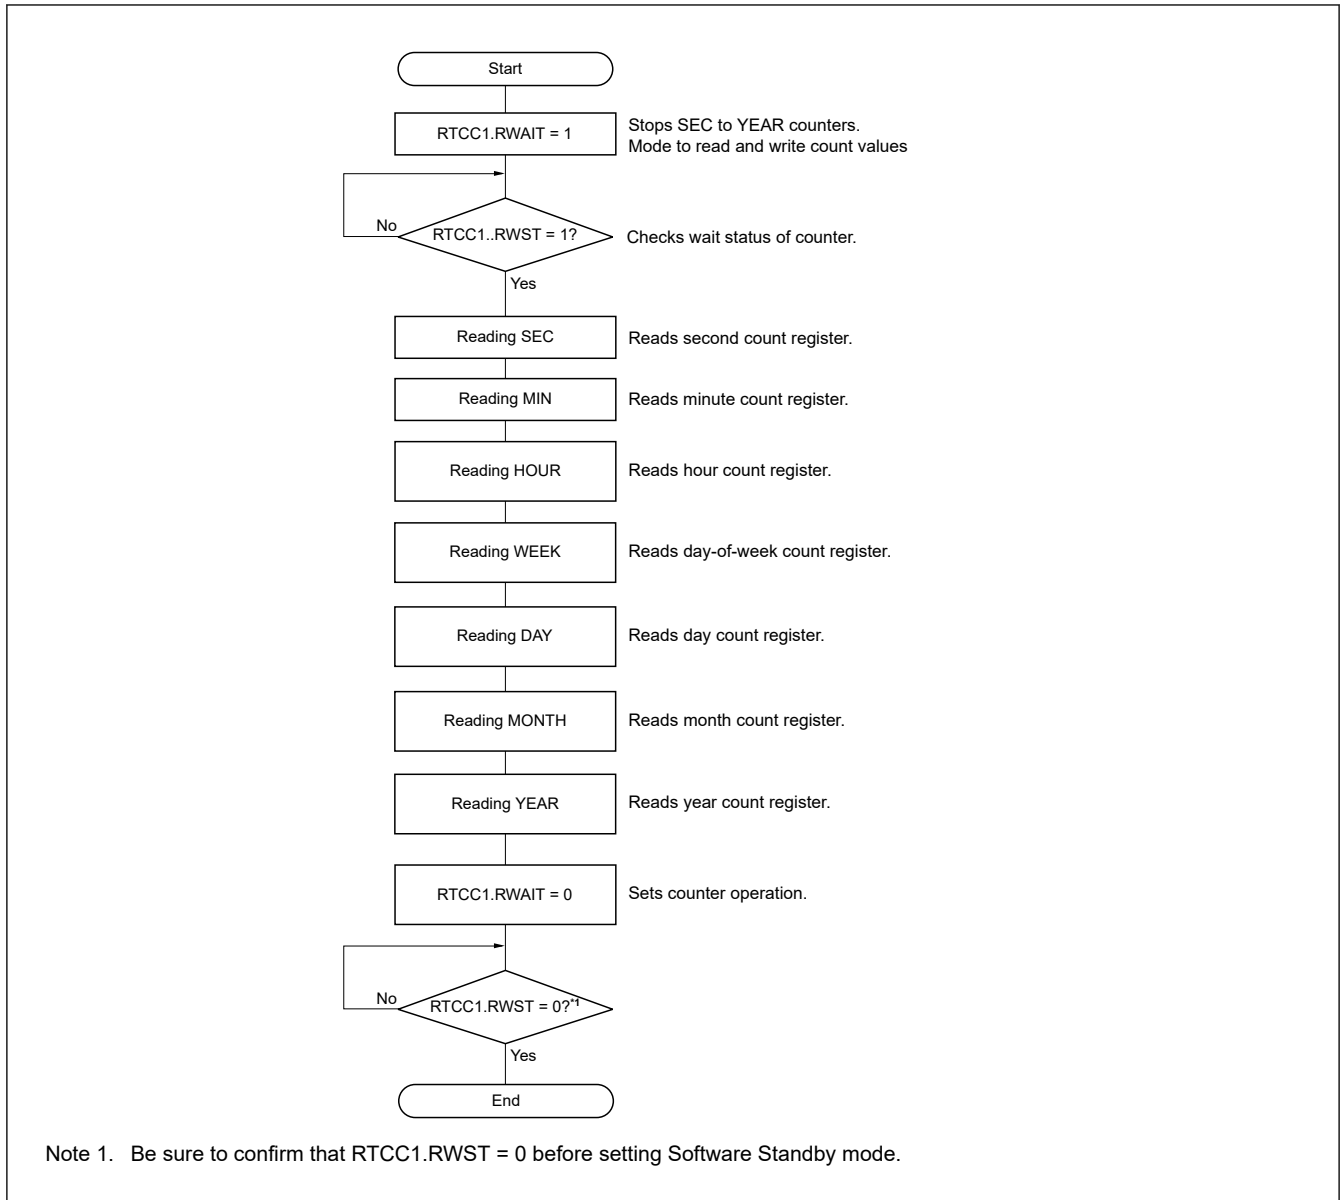 Start
RTCC1.RWAIT = 1
Stops SEC to YEAR counters.
Mode to read and write count values
No
RTCC1..RWST = 1?
Checks wait status of counter.
Yes
Reading SEC
Reads second count register.
Reading MIN
Reads minute count register.
Reading HOUR
Reads hour count register.
Reading WEEK
Reads day-of-week count register.
Reading DAY
Reads day count register.
Reading MONTH
Reads month count register.
Reading YEAR
Reads year count register.
RTCC1.RWAIT = 0
Sets counter operation.
No
RTCC1.RWST = 0?*1
Yes
End
Note 1. Be sure to confirm that RTCC1.RWST = 0 before setting Software Standby mode.